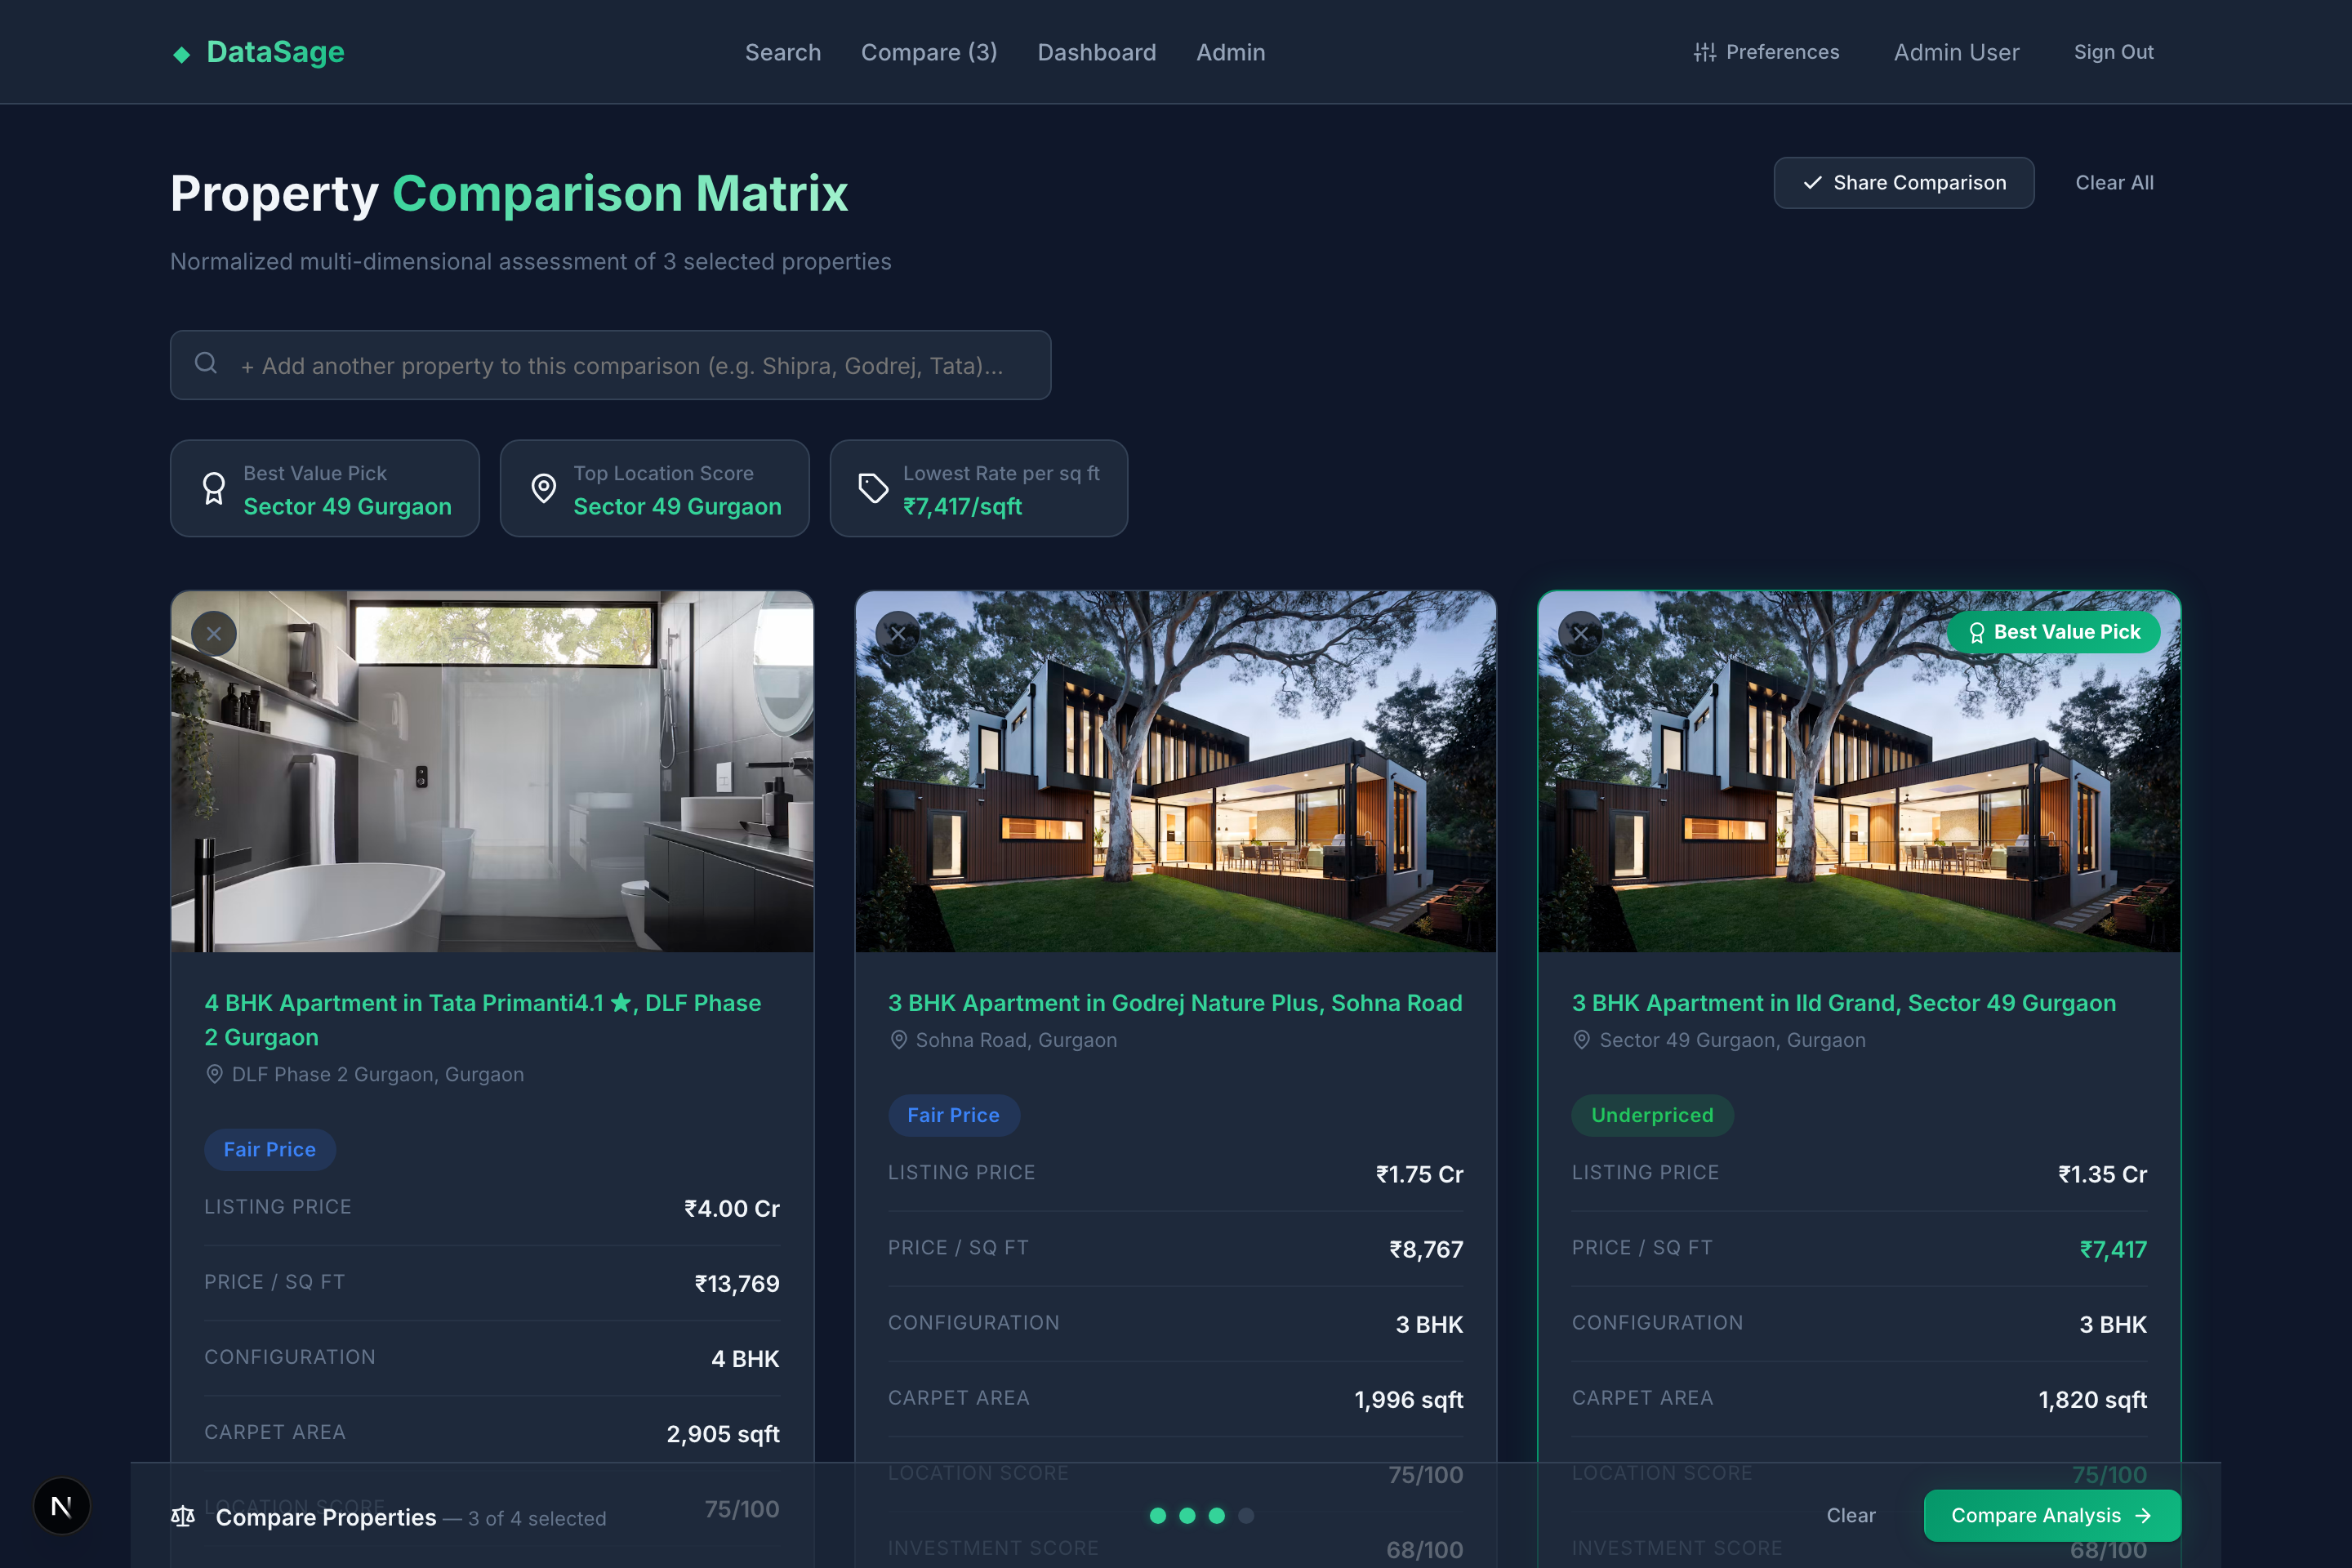 DataSage
Search
Compare (3)
Dashboard
Admin
Preferences
Admin User
Sign Out
Property Comparison Matrix
Share Comparison
Clear All
Normalized multi-dimensional assessment of 3 selected properties
+ Add another property to this comparison (e.g. Shipra, Godrej, Tata)...
Best Value Pick
Sector 49 Gurgaon
Top Location Score
Sector 49 Gurgaon
Lowest Rate per sq ft
₹7,417/sqft
4 BHK Apartment in Tata Primanti4.1 ★, DLF Phase
2 Gurgaon
DLF Phase 2 Gurgaon, Gurgaon
Fair Price
LISTING PRICE ₹4.00 Cr
PRICE / SQ FT ₹13,769
CONFIGURATION 4 BHK
CARPET AREA 2,905 sqft
LOCATION SCORE 75/100
3 BHK Apartment in Godrej Nature Plus, Sohna Road
Sohna Road, Gurgaon
Fair Price
LISTING PRICE ₹1.75 Cr
PRICE / SQ FT ₹8,767
CONFIGURATION 3 BHK
CARPET AREA 1,996 sqft
LOCATION SCORE 75/100
INVESTMENT SCORE 68/100
Best Value Pick
3 BHK Apartment in Ild Grand, Sector 49 Gurgaon
Sector 49 Gurgaon, Gurgaon
Underpriced
LISTING PRICE ₹1.35 Cr
PRICE / SQ FT ₹7,417
CONFIGURATION 3 BHK
CARPET AREA 1,820 sqft
LOCATION SCORE 75/100
INVESTMENT SCORE 68/100
N
Compare Properties — 3 of 4 selected
Clear
Compare Analysis →